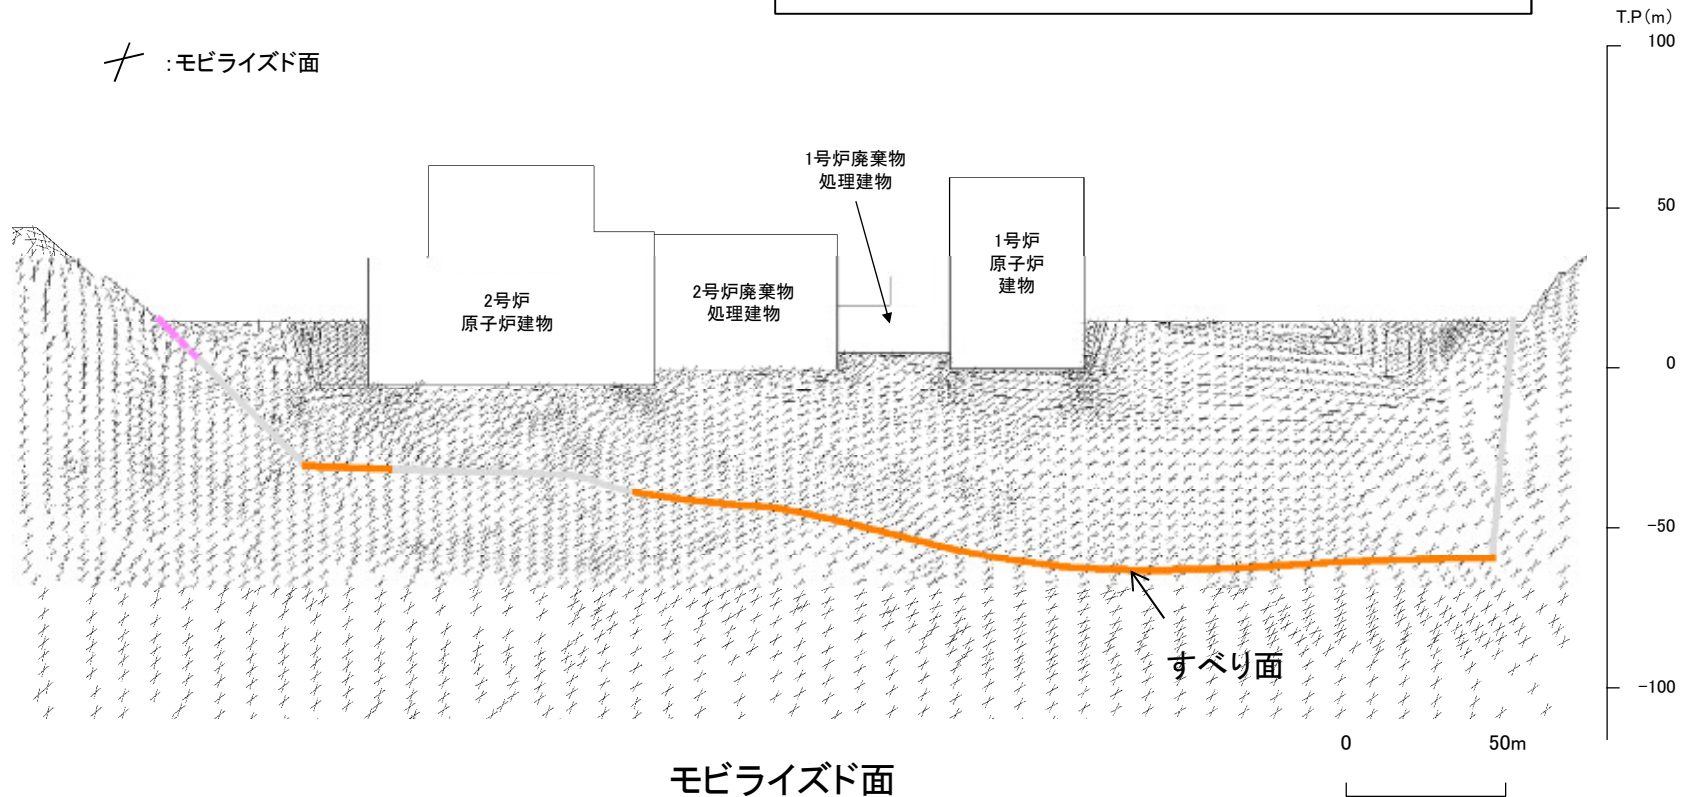 T.P(m)
100
:モビライズド面
1号炉廃棄物
処理建物
50
1号炉
原子炉
建物
2号炉
原子炉建物
2号炉廃棄物
処理建物
0
-50
すべり面
-100
0
50m
モビライズド面